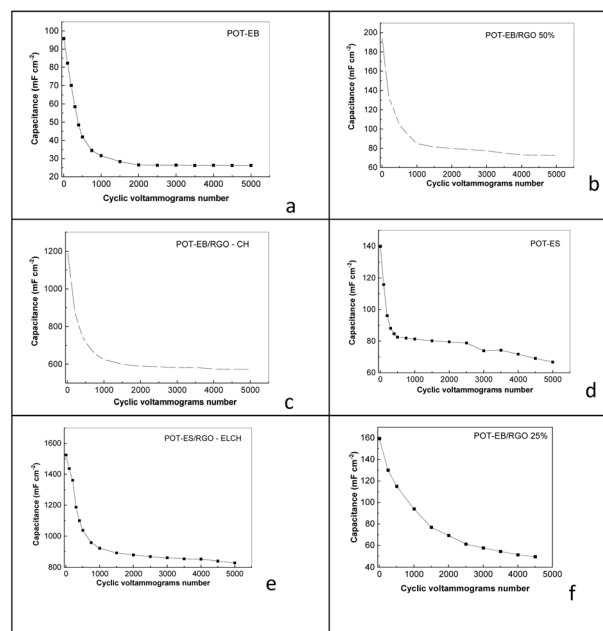 POT-EB
Capacitance (mF cm⁻²)
100
90
80
70
60
50
40
30
20
0 1000 2000 3000 4000 5000
Cyclic voltammograms number
a
POT-EB/RGO 50%
Capacitance (mF cm⁻²)
200
180
160
140
120
100
80
60
0 1000 2000 3000 4000 5000
Cyclic voltammograms number
b
POT-EB/RGO - CH
Capacitance (mF cm⁻²)
1200
1000
800
600
0 1000 2000 3000 4000 5000
Cyclic voltammograms number
c
POT-ES
Capacitance (mF cm⁻²)
140
120
100
80
60
0 1000 2000 3000 4000 5000
Cyclic voltammograms number
d
POT-ES/RGO - ELCH
Capacitance (mF cm⁻²)
1600
1400
1200
1000
800
0 1000 2000 3000 4000 5000
Cyclic voltammograms number
e
POT-EB/RGO 25%
Capacitance (mF cm⁻²)
160
140
120
100
80
60
40
0 1000 2000 3000 4000 5000
Cyclic voltammograms number
f